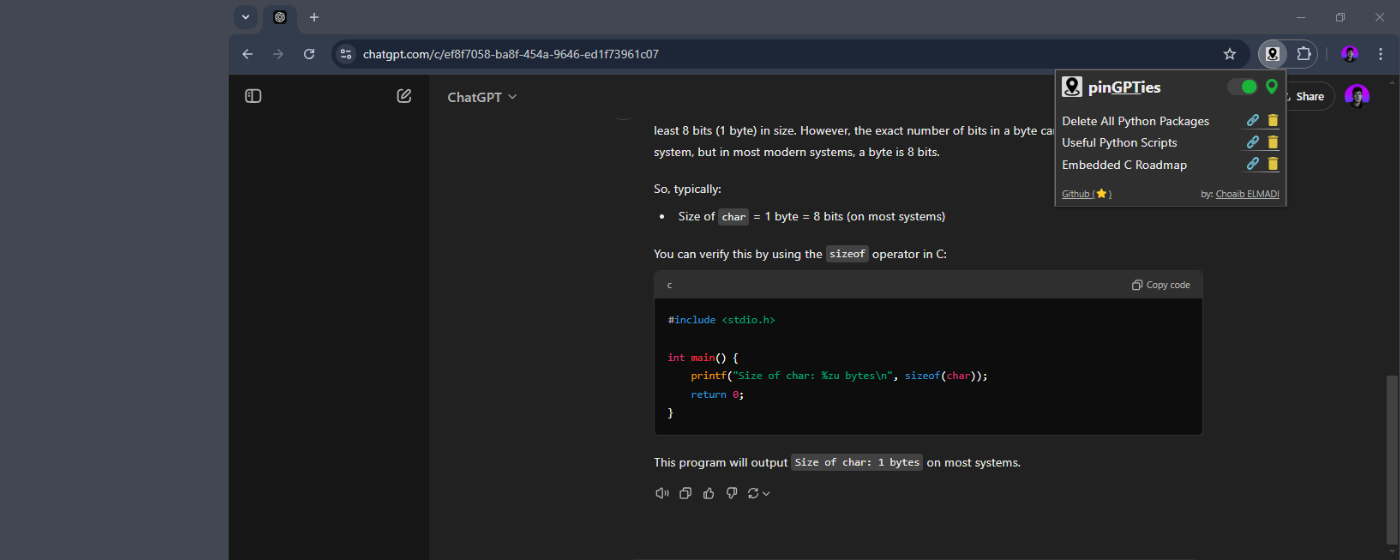 chatgpt.com/c/ef8f7058-ba8f-454a-9646-ed1f73961c07
pinGPTies
Delete All Python Packages
Useful Python Scripts
Embedded C Roadmap
Github (⭐)
by: Choaib ELMADI
ChatGPT
Share
least 8 bits (1 byte) in size. However, the exact number of bits in a byte
system, but in most modern systems, a byte is 8 bits.
So, typically:
• Size of char = 1 byte = 8 bits (on most systems)
You can verify this by using the sizeof operator in C:
c
Copy code
#include <stdio.h>
int main() {
printf("Size of char: %zu bytes\n", sizeof(char));
return 0;
}
This program will output Size of char: 1 bytes on most systems.